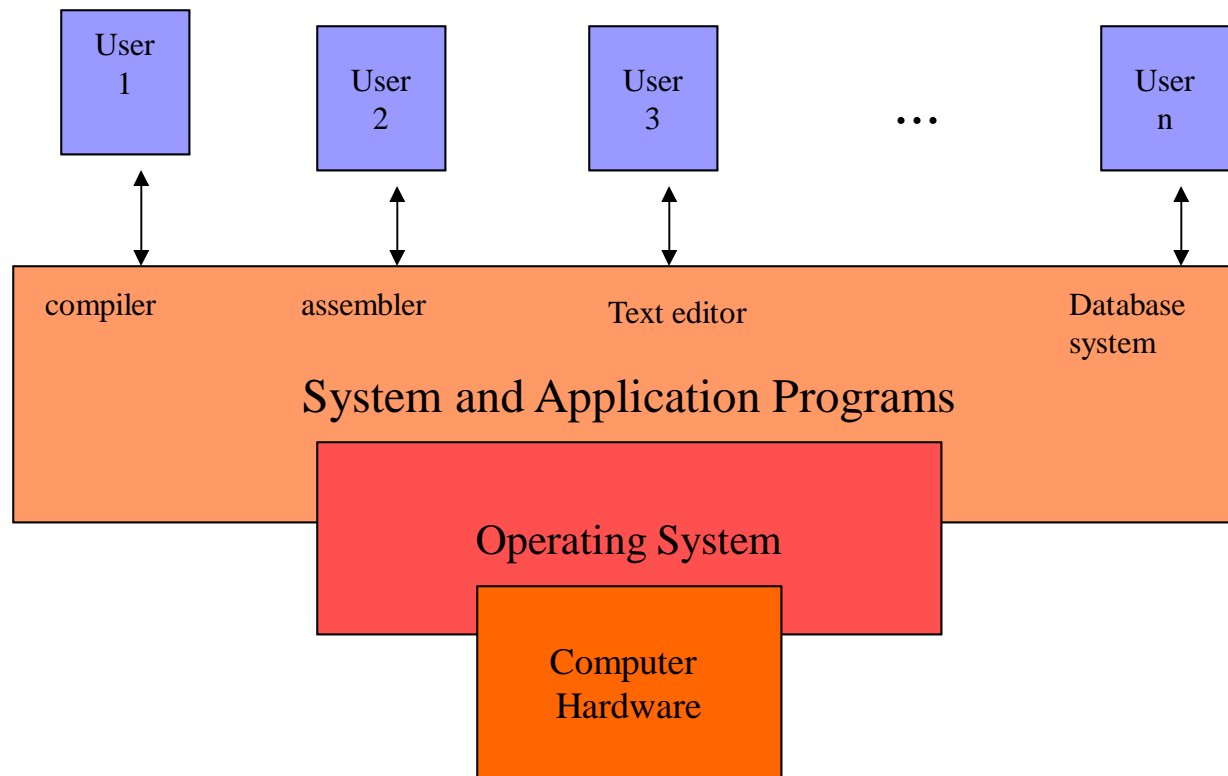 User
1
User
2
User
3
...
User
n
compiler
assembler
Text editor
Database
system
System and Application Programs
Operating System
Computer
Hardware